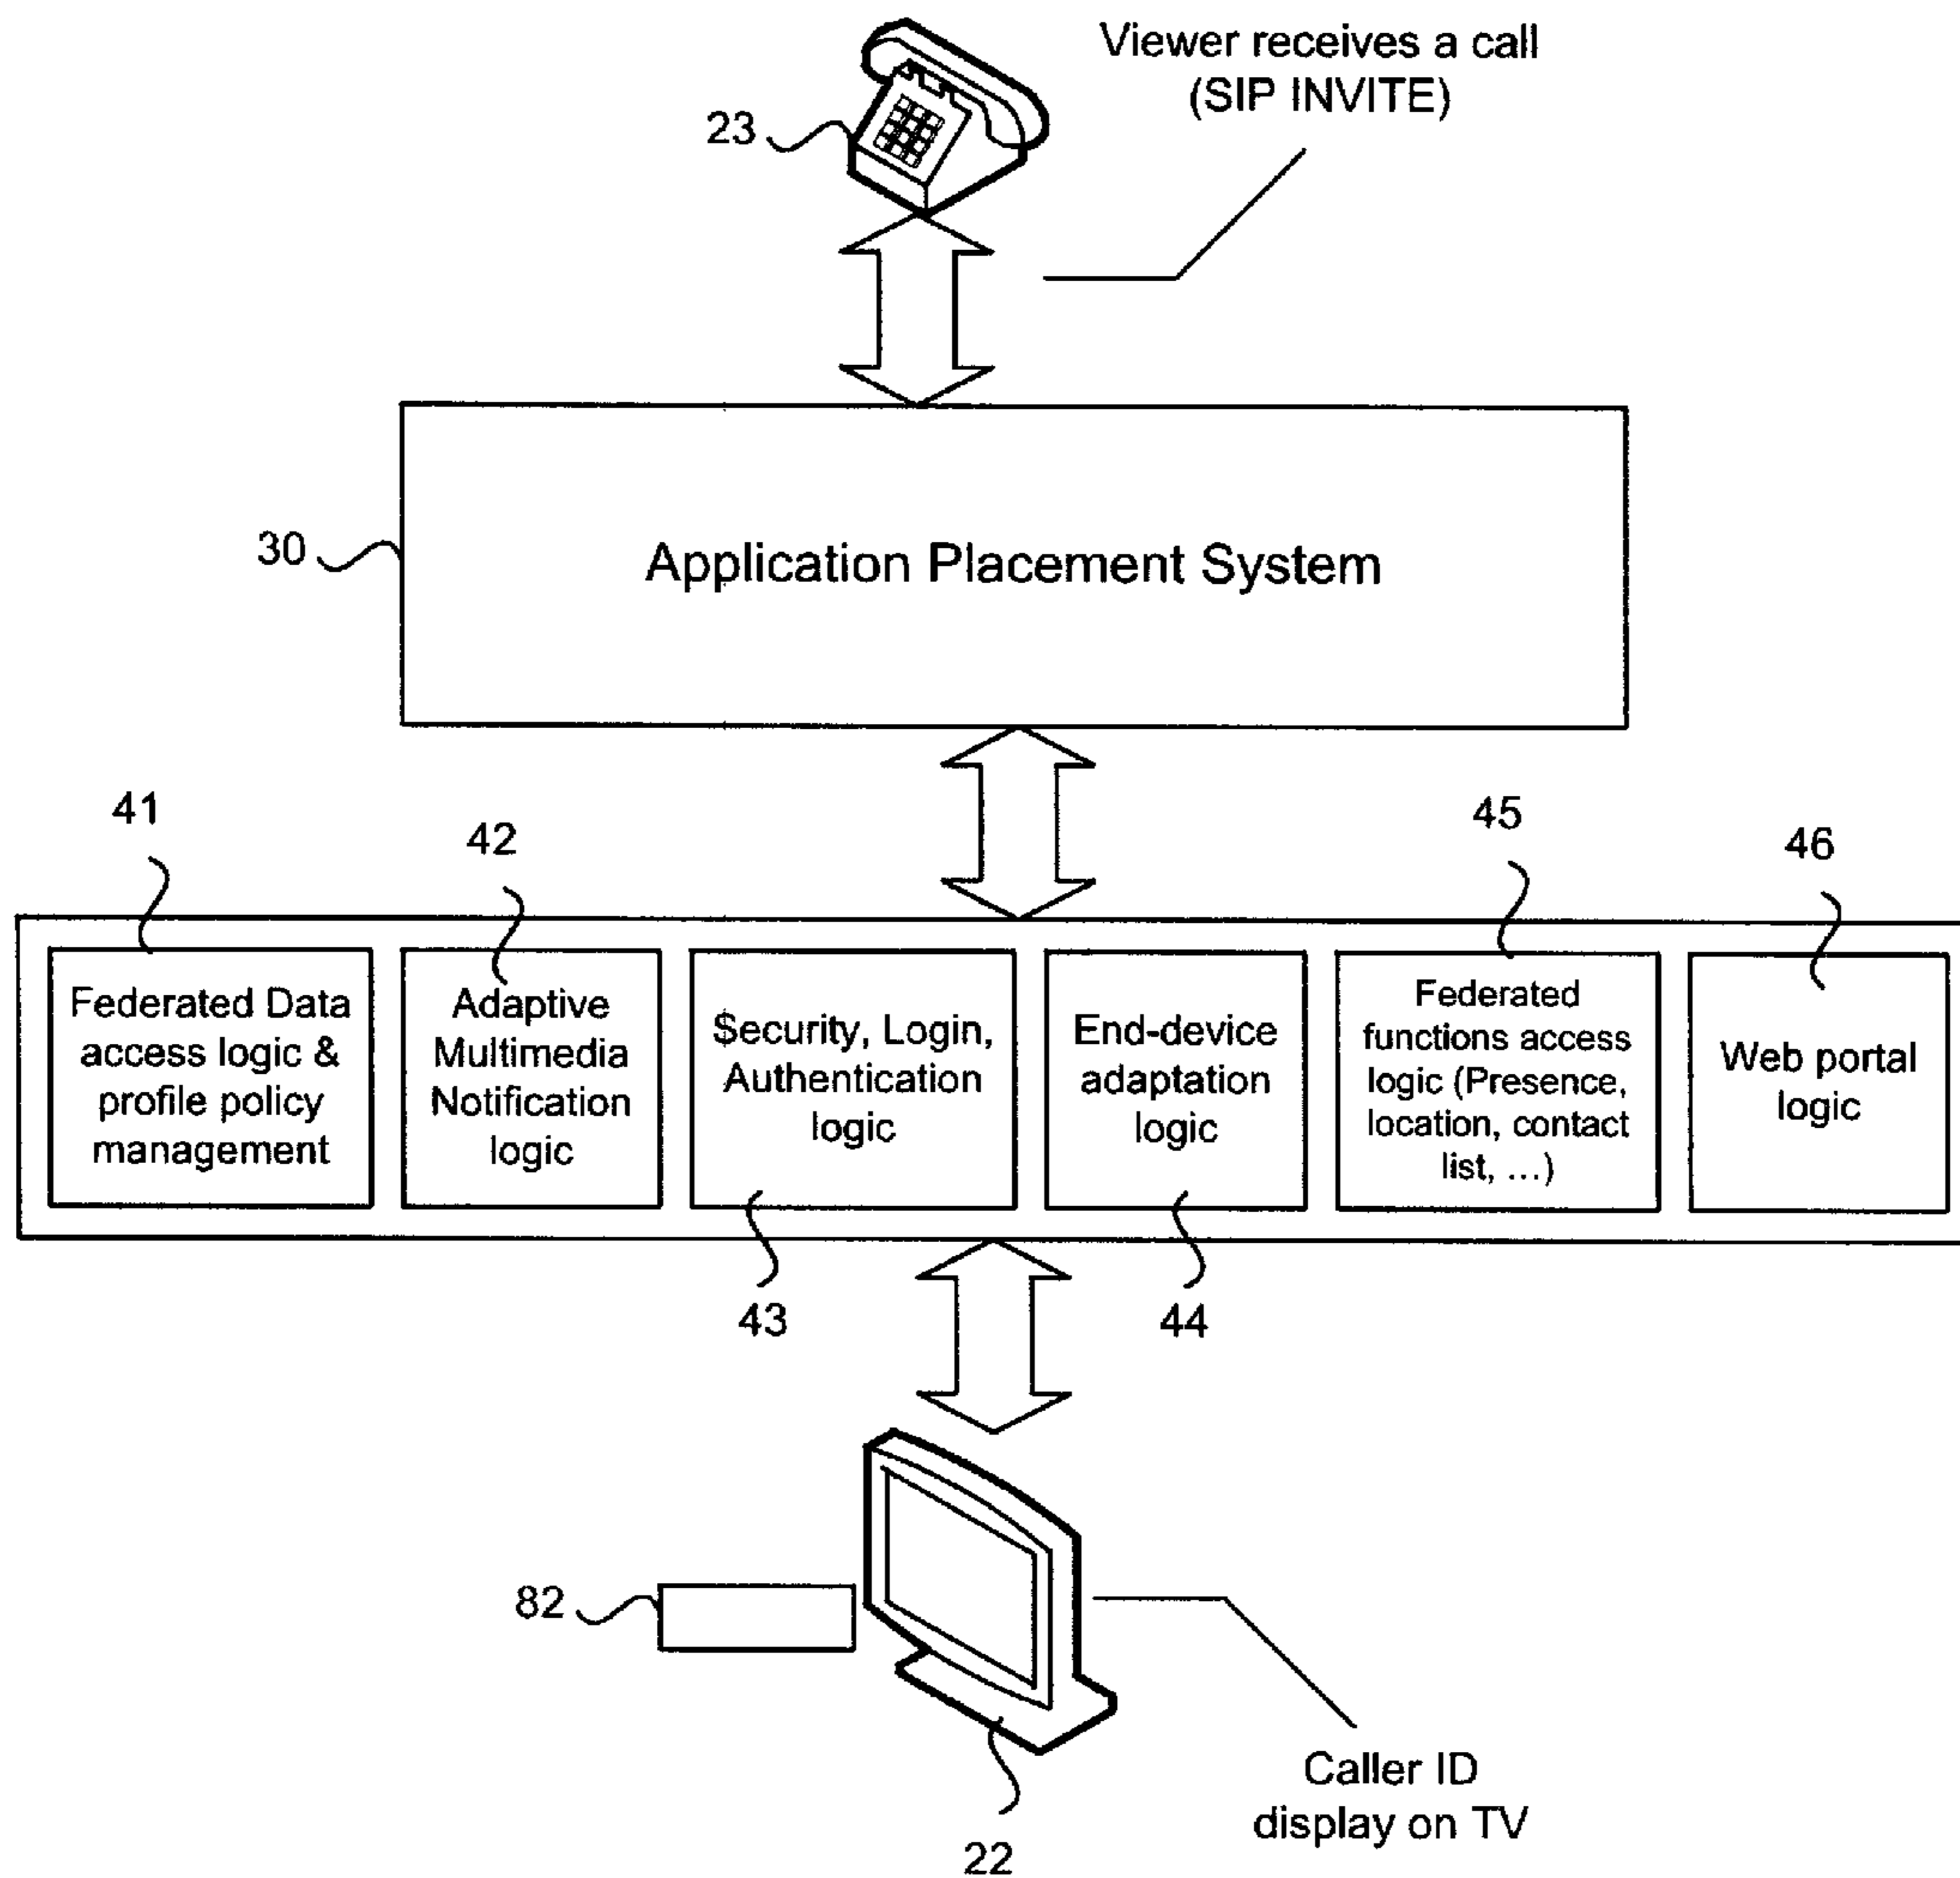 Viewer receives a call
(SIP INVITE)
23
30
Application Placement System
41
42
45
46
Federated Data
access logic &
profile policy
management
Adaptive
Multimedia
Notification
logic
Security, Login,
Authentication
logic
End-device
adaptation
logic
Federated
functions access
logic (Presence,
location, contact
list, ...)
Web portal
logic
43
44
82
22
Caller ID
display on TV